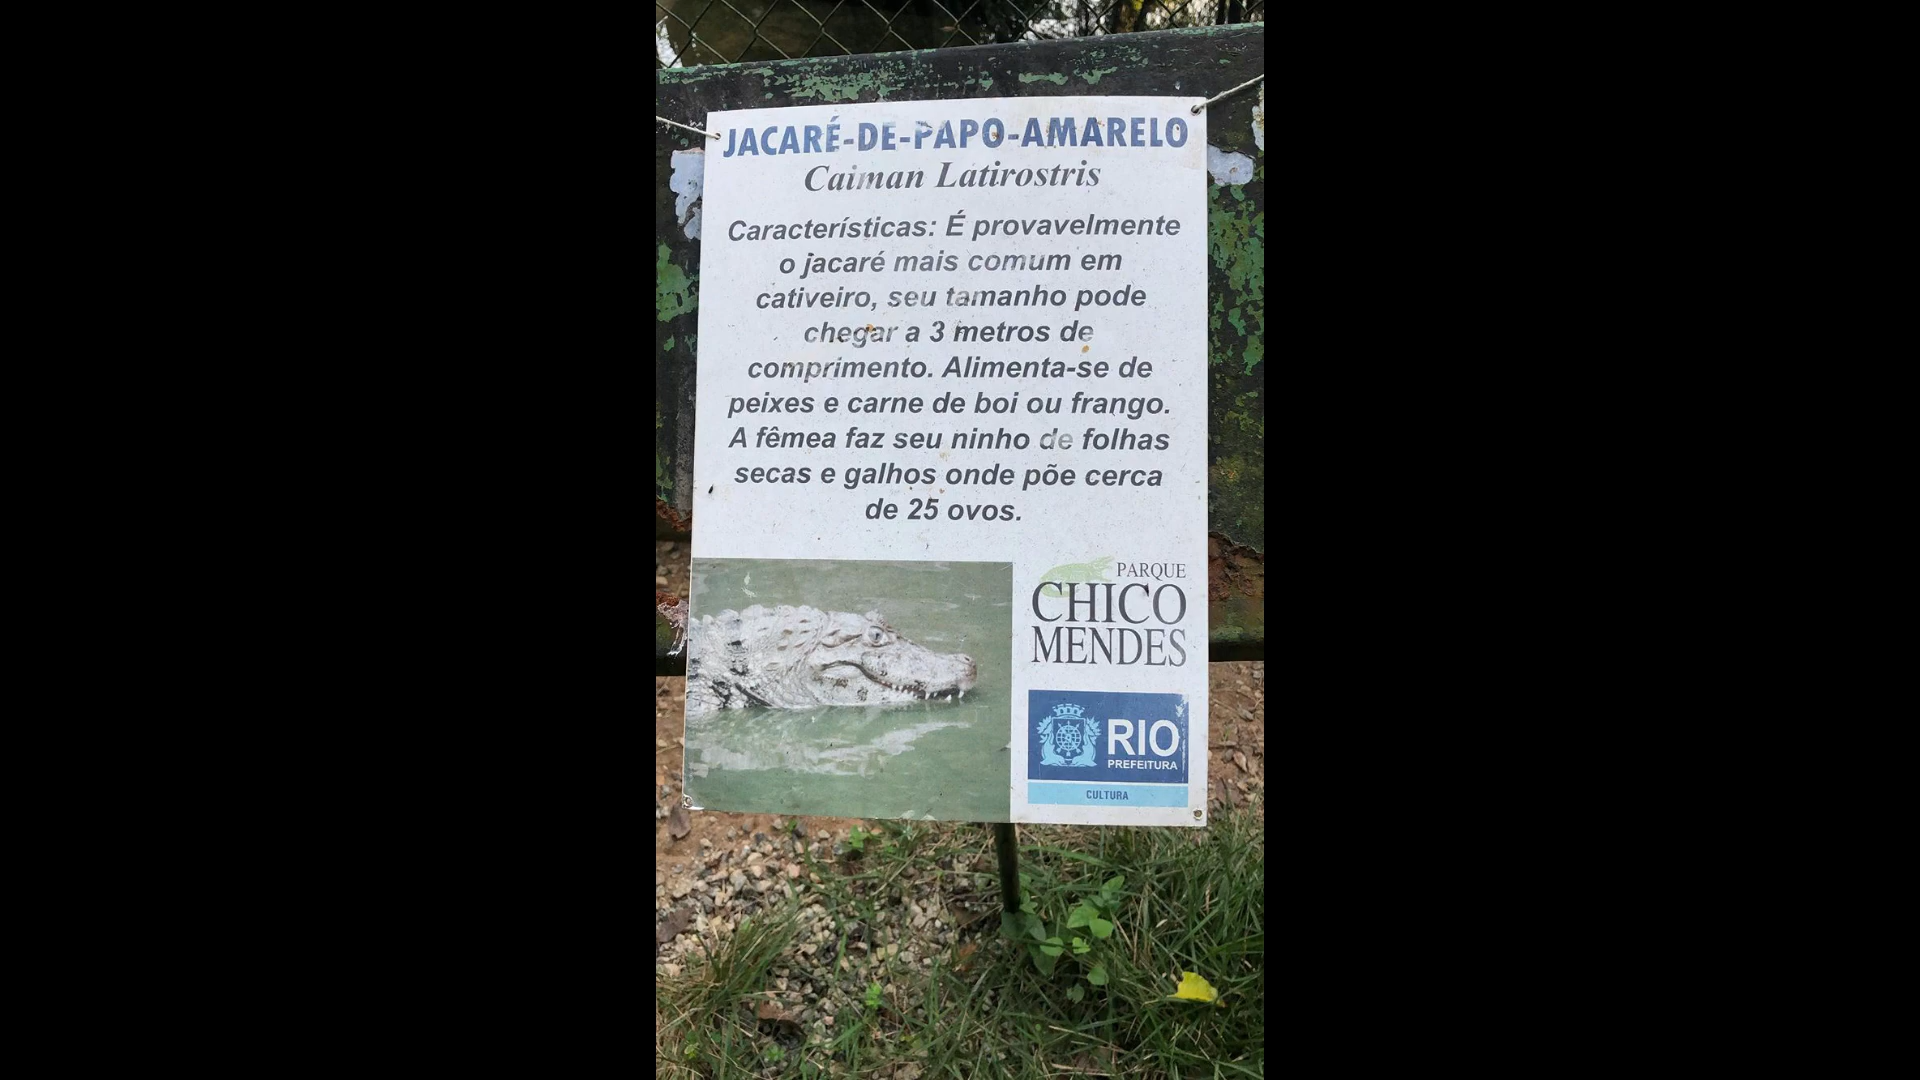 JACARÉ-DE-PAPO-AMARELO
Caiman Latirostris
Características: É provavelmente
o jacaré mais comum em
cativeiro, seu tamanho pode
chegar a 3 metros de
comprimento. Alimenta-se de
peixes e carne de boi ou frango.
A fêmea faz seu ninho de folhas
secas e galhos onde põe cerca
de 25 ovos.
PARQUE
CHICO
MENDES
RIO
PREFEITURA
CULTURA